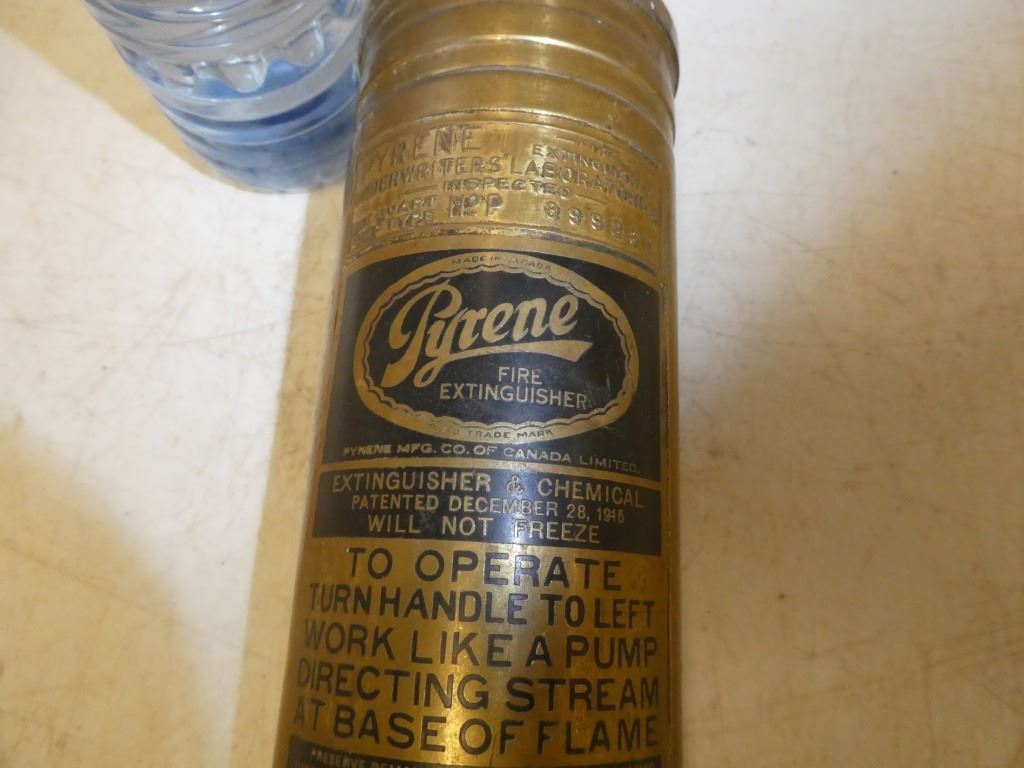 PYRENE
UNDERWRITERS LABORATORIES
INSPECTED
MADE IN CANADA
Pyrene
FIRE
EXTINGUISHER
TRADE MARK
PYRENE MFG. CO. OF CANADA LIMITED.
EXTINGUISHER & CHEMICAL
PATENTED DECEMBER 28, 1915
WILL NOT FREEZE
TO OPERATE
TURN HANDLE TO LEFT
WORK LIKE A PUMP
DIRECTING STREAM
AT BASE OF FLAME